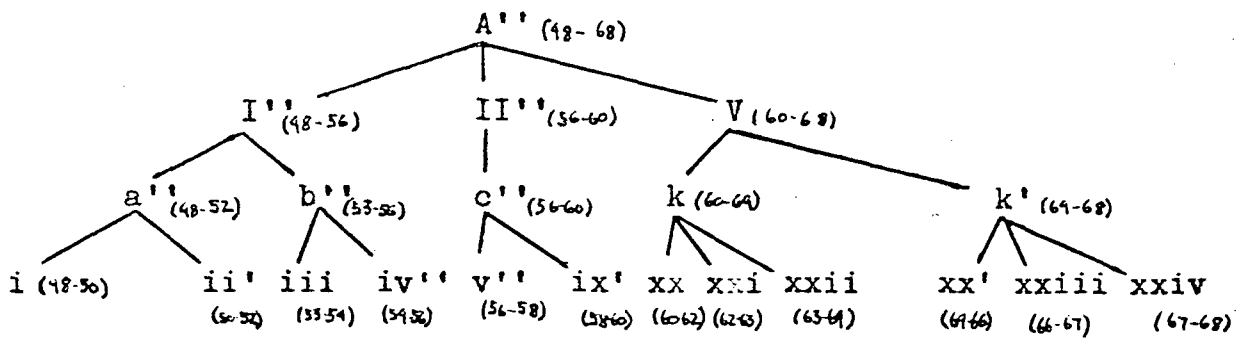 A'' (48-68)
I'' (48-56) II'' (56-60) V (60-68)
a'' (48-52) b'' (53-56) c'' (56-60) k (60-64) k' (64-68)
i (48-50) ii' iii iv'' v'' ix' xx xxi xxii xx' xxiii xxiv
(50-52) (53-54) (54-56) (56-58) (58-60) (60-62) (62-63) (63-64) (64-66) (66-67) (67-68)